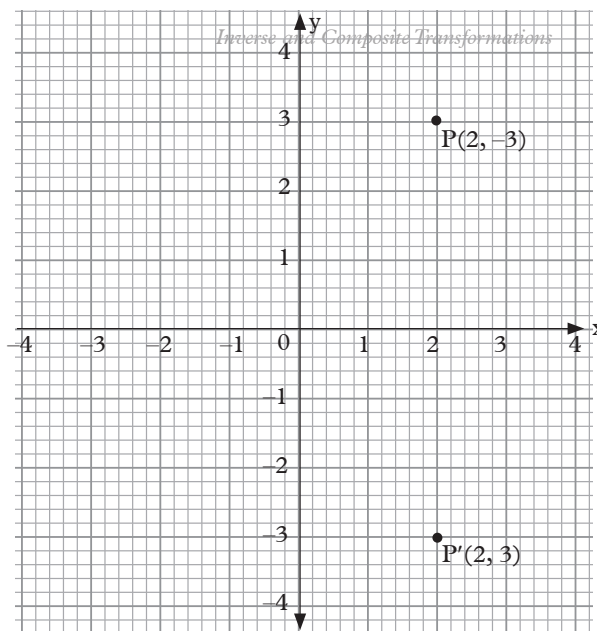 y
Inverse and Composite Transformations
4
3
P(2, –3)
2
1
x
–4 –3 –2 –1 0 1 2 3 4
–1
–2
–3
P′(2, 3)
–4